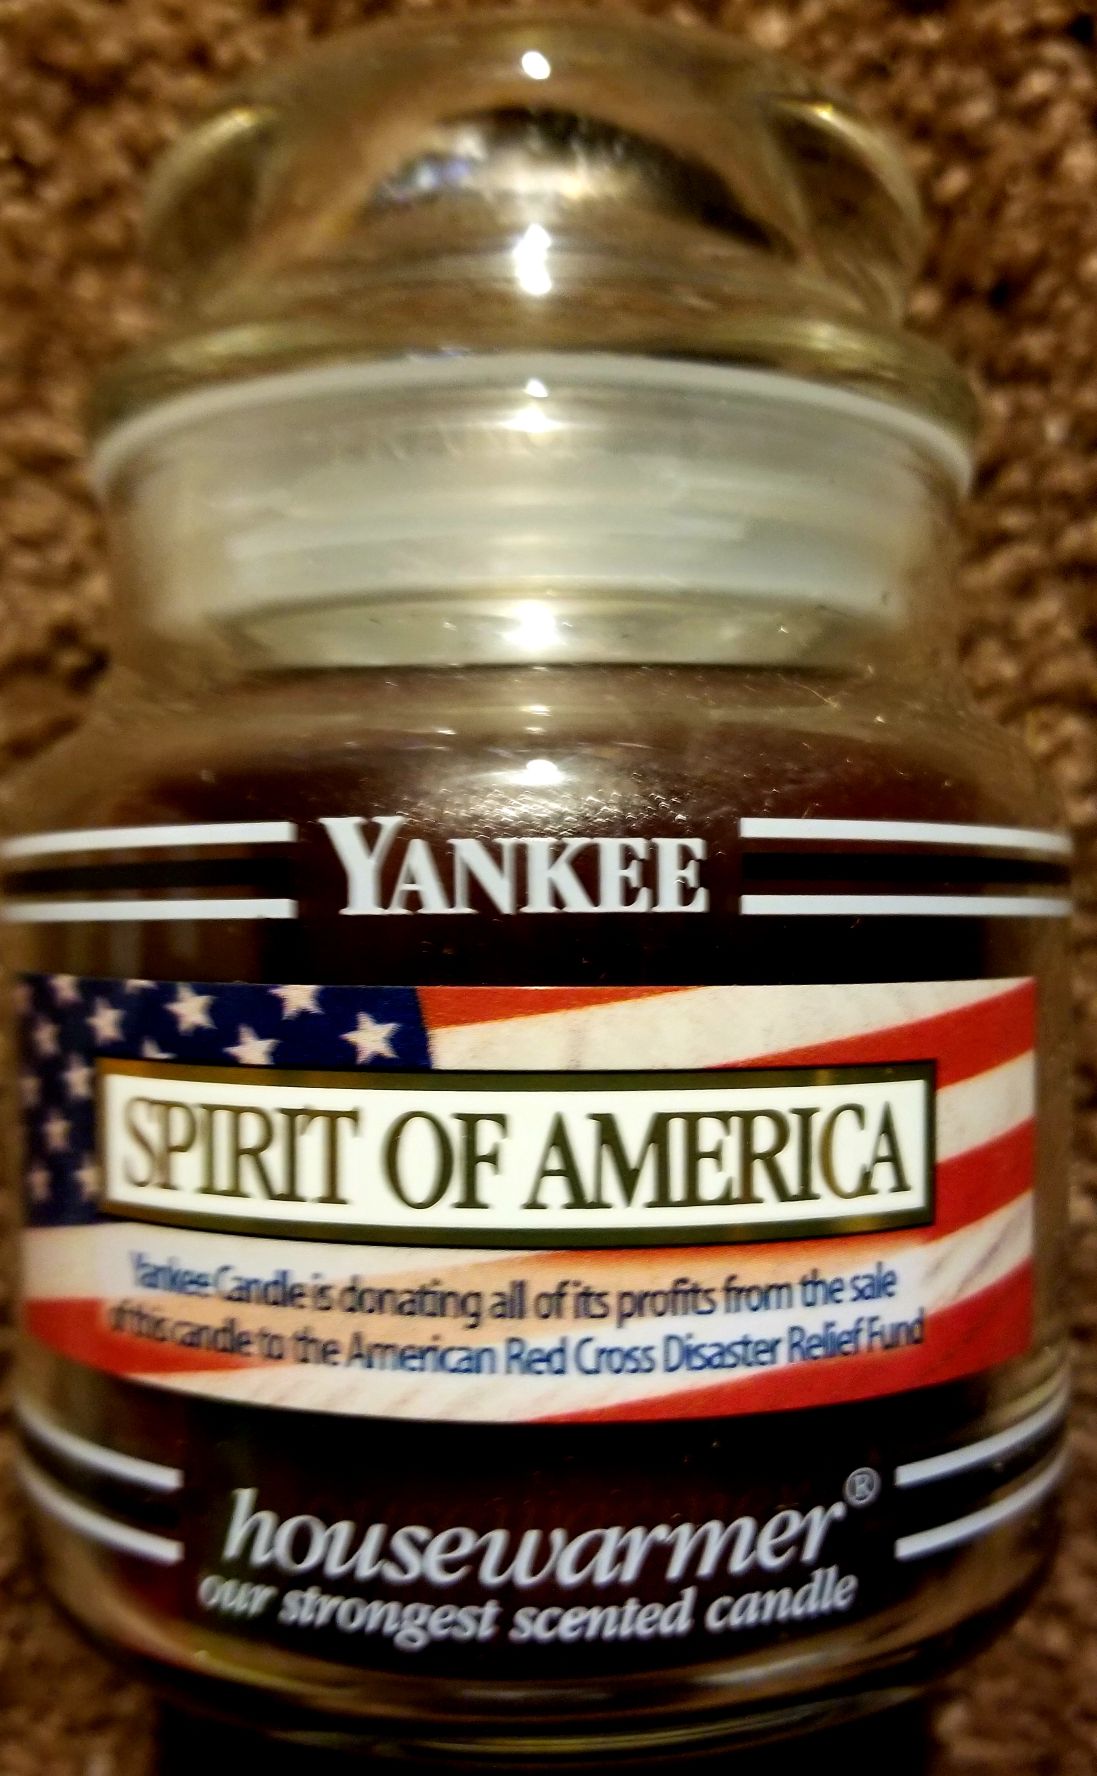 YANKEE
SPIRIT OF AMERICA
Yankee Candle is donating all of its profits from the sale
of this candle to the American Red Cross Disaster Relief Fund
housewarmer®
our strongest scented candle